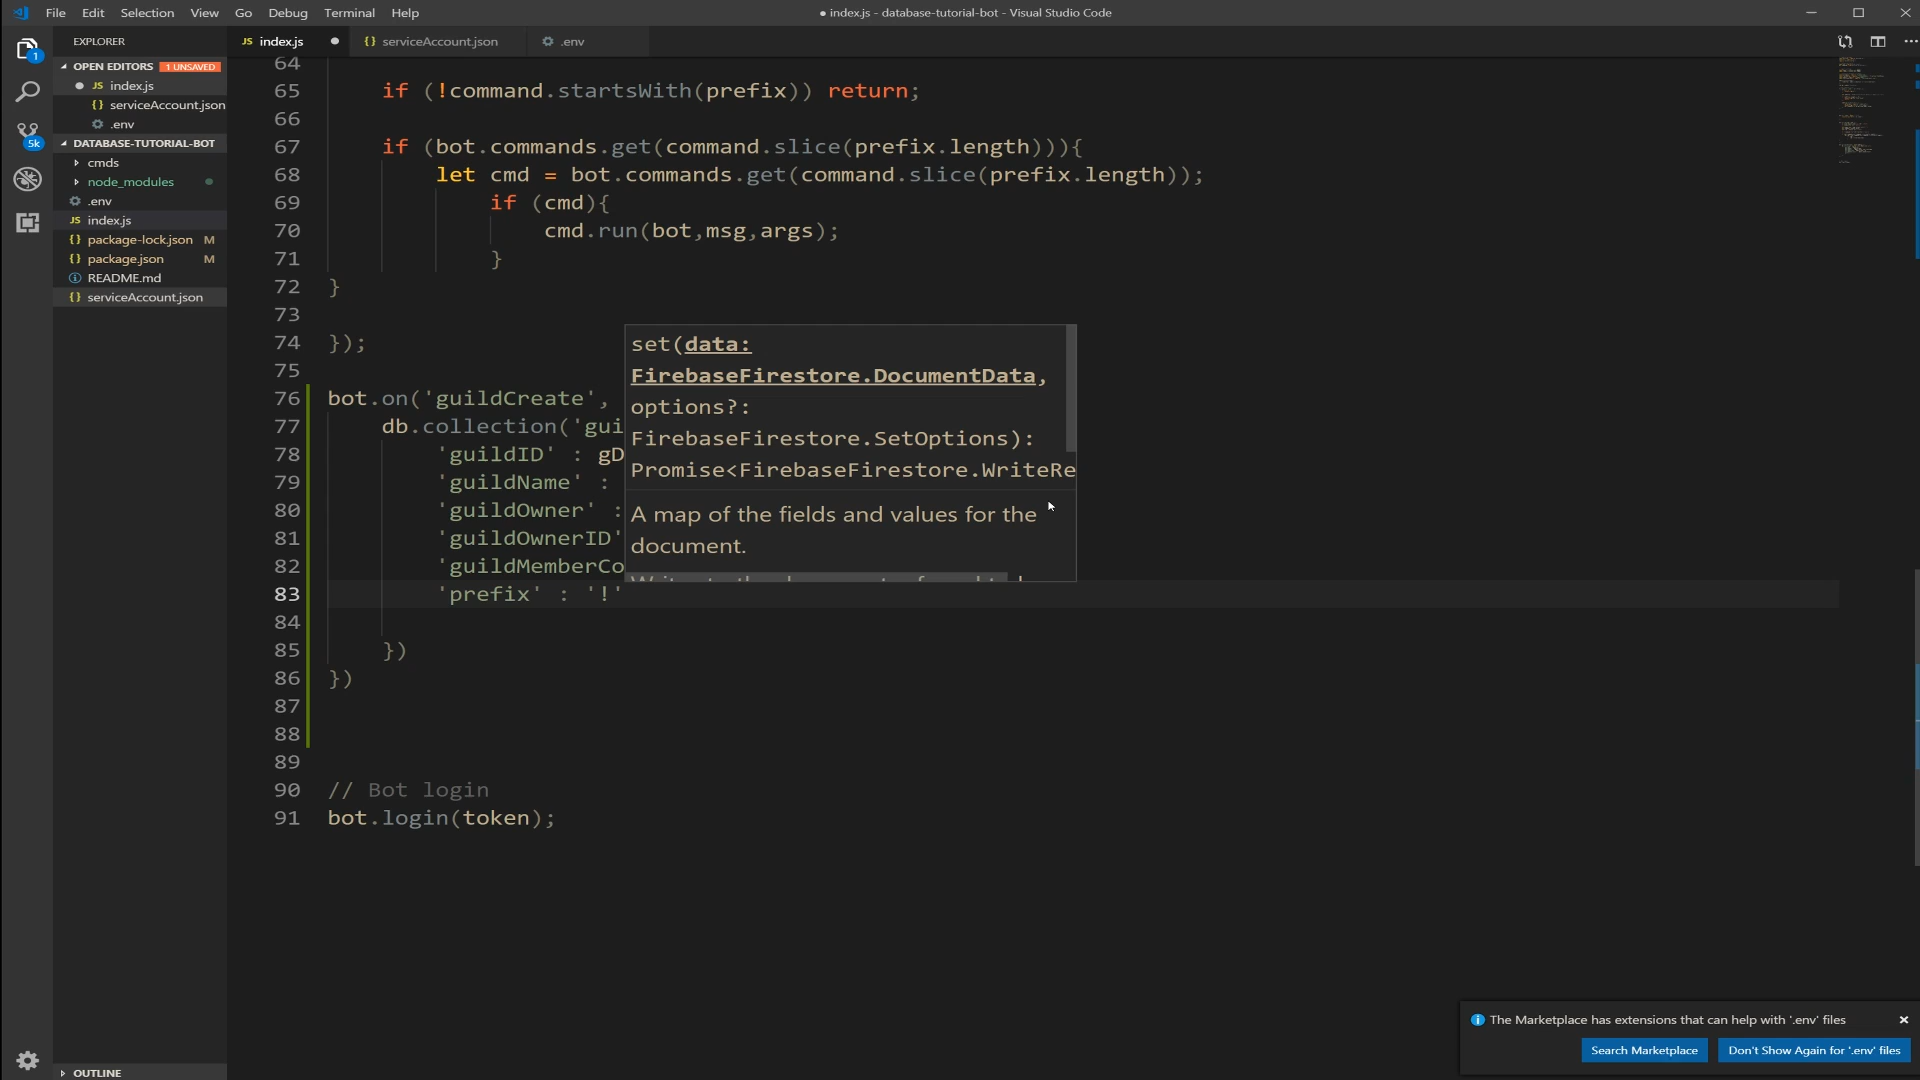 File Edit Selection View Go Debug Terminal Help
● index.js - database-tutorial-bot - Visual Studio Code
EXPLORER
OPEN EDITORS 1 UNSAVED
JS index.js
{} serviceAccount.json
.env
DATABASE-TUTORIAL-BOT
cmds
node_modules
.env
JS index.js
{} package-lock.json M
{} package.json M
README.md
{} serviceAccount.json
OUTLINE
1
5k
JS index.js ● {} serviceAccount.json .env
64
65 if (!command.startsWith(prefix)) return;
66
67 if (bot.commands.get(command.slice(prefix.length))){
68 let cmd = bot.commands.get(command.slice(prefix.length));
69 if (cmd){
70 cmd.run(bot,msg,args);
71 }
72 }
73
74 });
75
76 bot.on('guildCreate',
77 db.collection('gui
78 'guildID' : gD
79 'guildName' :
80 'guildOwner' :
81 'guildOwnerID'
82 'guildMemberCo
83 'prefix' : '!'
84
85 })
86 })
87
88
89
90 // Bot login
91 bot.login(token);
set(data:
FirebaseFirestore.DocumentData,
options?:
FirebaseFirestore.SetOptions):
Promise<FirebaseFirestore.WriteRe
A map of the fields and values for the
document.
The Marketplace has extensions that can help with '.env' files
Search Marketplace Don't Show Again for '.env' files